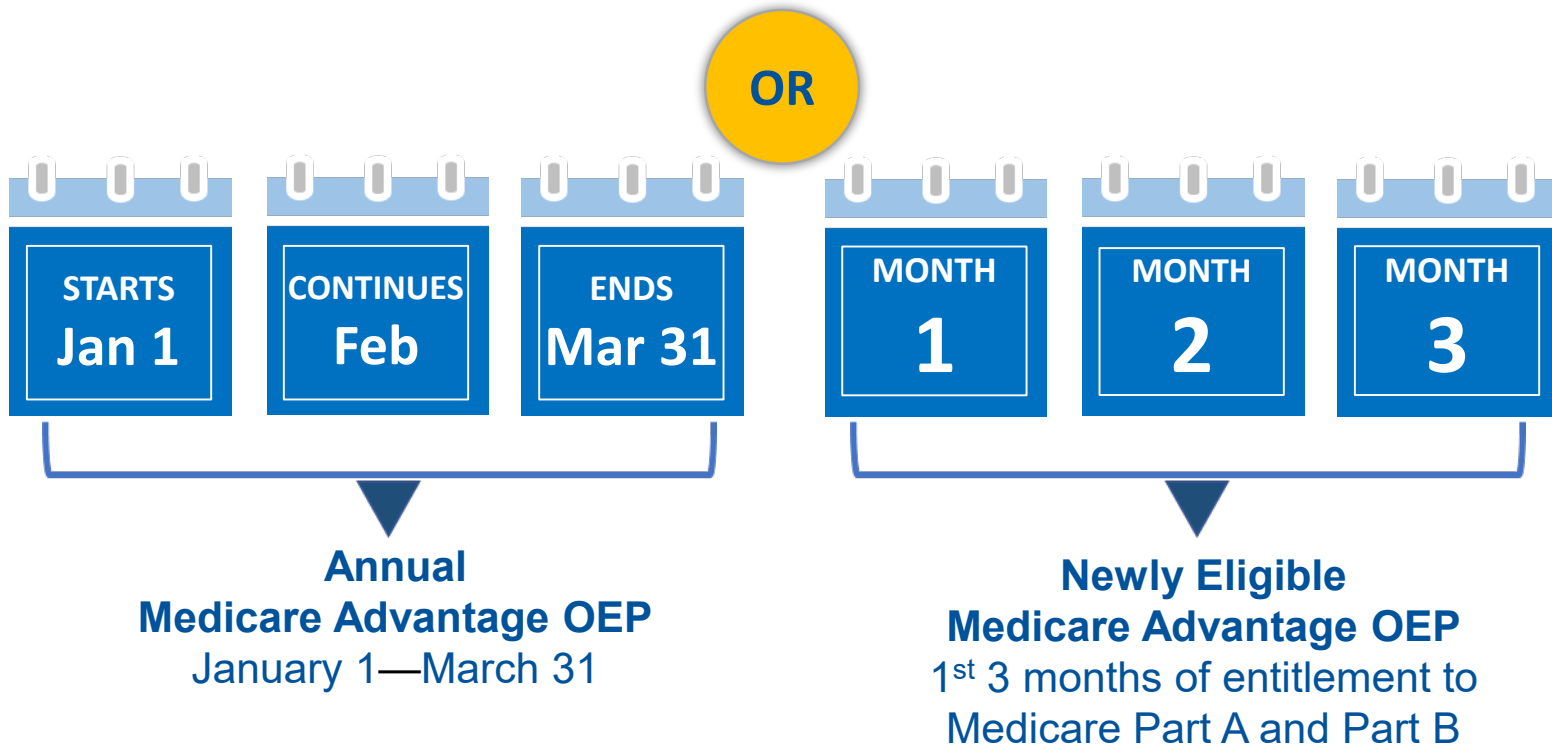 OR
STARTS
Jan 1
CONTINUES
Feb
ENDS
Mar 31
MONTH
1
MONTH
2
MONTH
3
Annual
Medicare Advantage OEP
January 1—March 31
Newly Eligible
Medicare Advantage OEP
1st 3 months of entitlement to
Medicare Part A and Part B